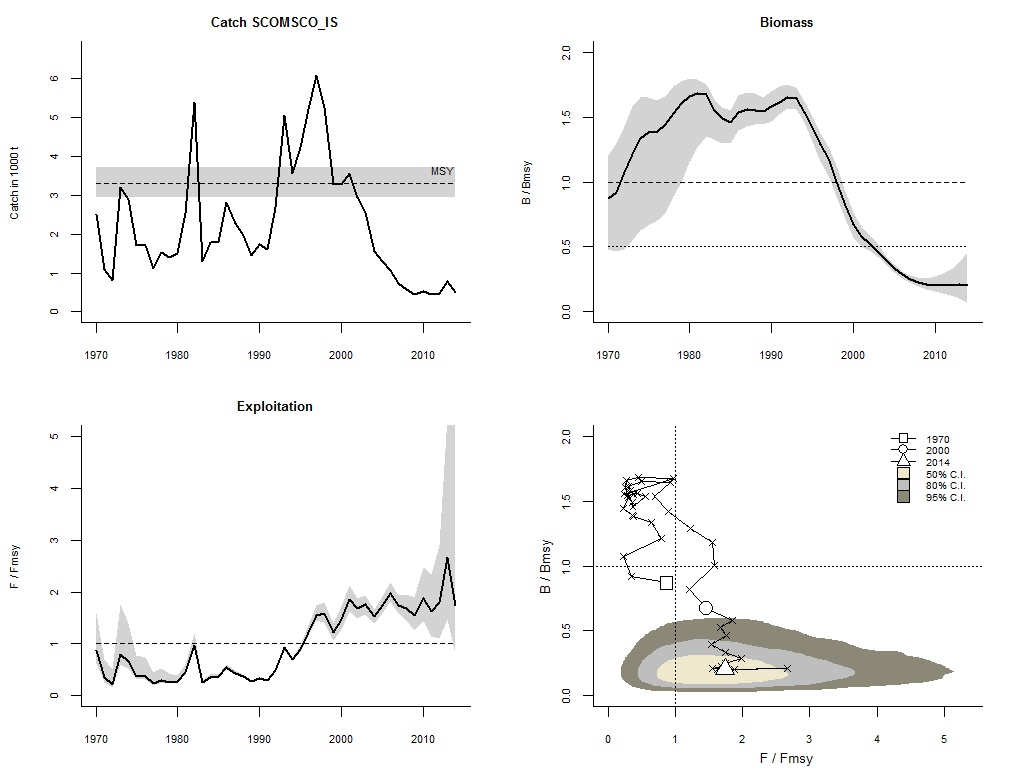 Catch SCOMSCO_IS
Catch in 1000 t
6
5
4
3
2
1
0
MSY
1970 1980 1990 2000 2010
Biomass
B / Bmsy
2.0
1.5
1.0
0.5
0.0
1970 1980 1990 2000 2010
Exploitation
F / Fmsy
5
4
3
2
1
0
1970 1980 1990 2000 2010
B / Bmsy
2.0
1.5
1.0
0.5
0.0
1970
2000
2014
50% C.I.
80% C.I.
95% C.I.
0 1 2 3 4 5
F / Fmsy